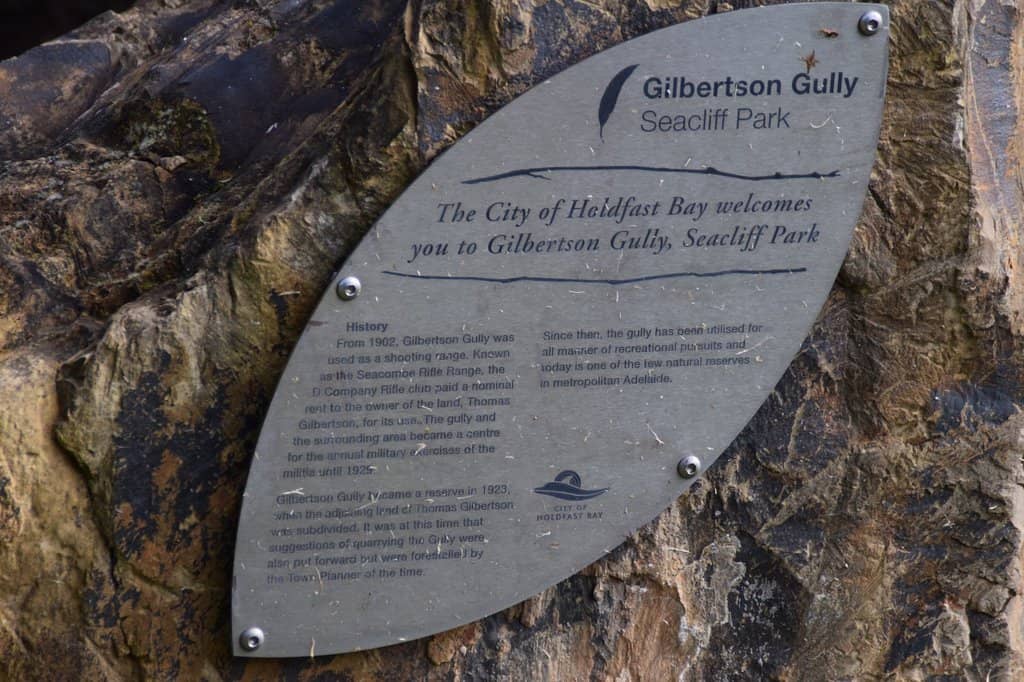 Gilbertson Gully
Seacliff Park
The City of Holdfast Bay welcomes
you to Gilbertson Gully, Seacliff Park
History
From 1902, Gilbertson Gully was
used as a shooting range. Known
as the Seacombe Rifle Range, the
D Company Rifle club paid a nominal
rent to the owner of the land, Thomas
Gilbertson, for its use. The gully and
the surrounding area became a centre
for the annual military exercises of the
militia until 1929.
Gilbertson Gully became a reserve in 1923,
when the adjoining land of Thomas Gilbertson
was subdivided. It was at this time that
suggestions of quarrying the Gully were
also put forward but were forestalled by
the Town Planner of the time.
Since then, the gully has been utilised for
all manner of recreational pursuits and
today is one of the few natural reserves
in metropolitan Adelaide.
CITY OF
HOLDFAST BAY